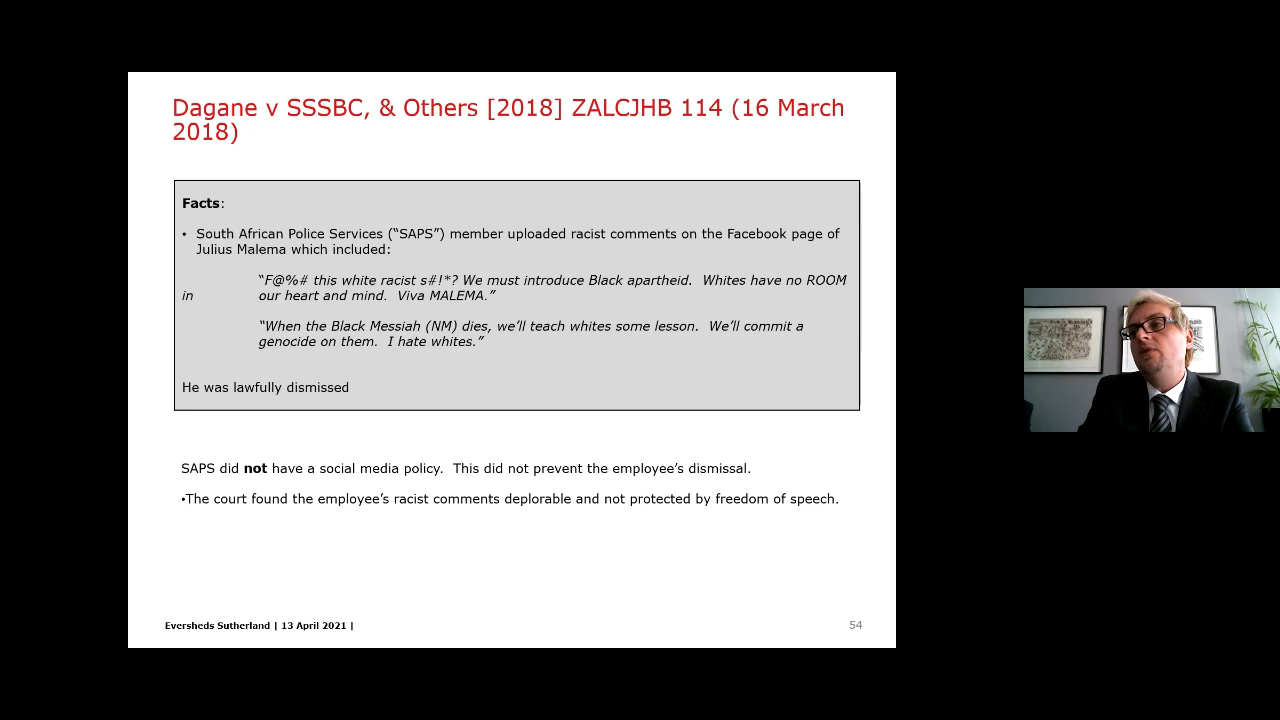 Dagane v SSSBC, & Others [2018] ZALCJHB 114 (16 March
2018)
Facts:
• South African Police Services (“SAPS”) member uploaded racist comments on the Facebook page of
Julius Malema which included:
“F@%# this white racist s#!*? We must introduce Black apartheid. Whites have no ROOM
in our heart and mind. Viva MALEMA.”
“When the Black Messiah (NM) dies, we’ll teach whites some lesson. We’ll commit a
genocide on them. I hate whites.”
He was lawfully dismissed
SAPS did not have a social media policy. This did not prevent the employee’s dismissal.
•The court found the employee’s racist comments deplorable and not protected by freedom of speech.
Eversheds Sutherland | 13 April 2021 |
54